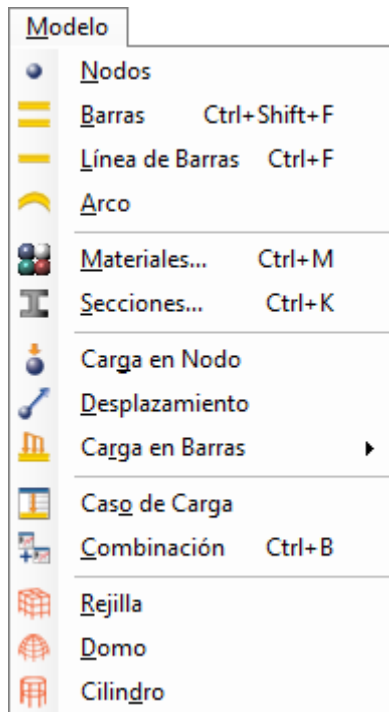 Modelo
Nodos
Barras Ctrl+Shift+F
Línea de Barras Ctrl+F
Arco
Materiales... Ctrl+M
Secciones... Ctrl+K
Carga en Nodo
Desplazamiento
Carga en Barras
Caso de Carga
Combinación Ctrl+B
Rejilla
Domo
Cilindro